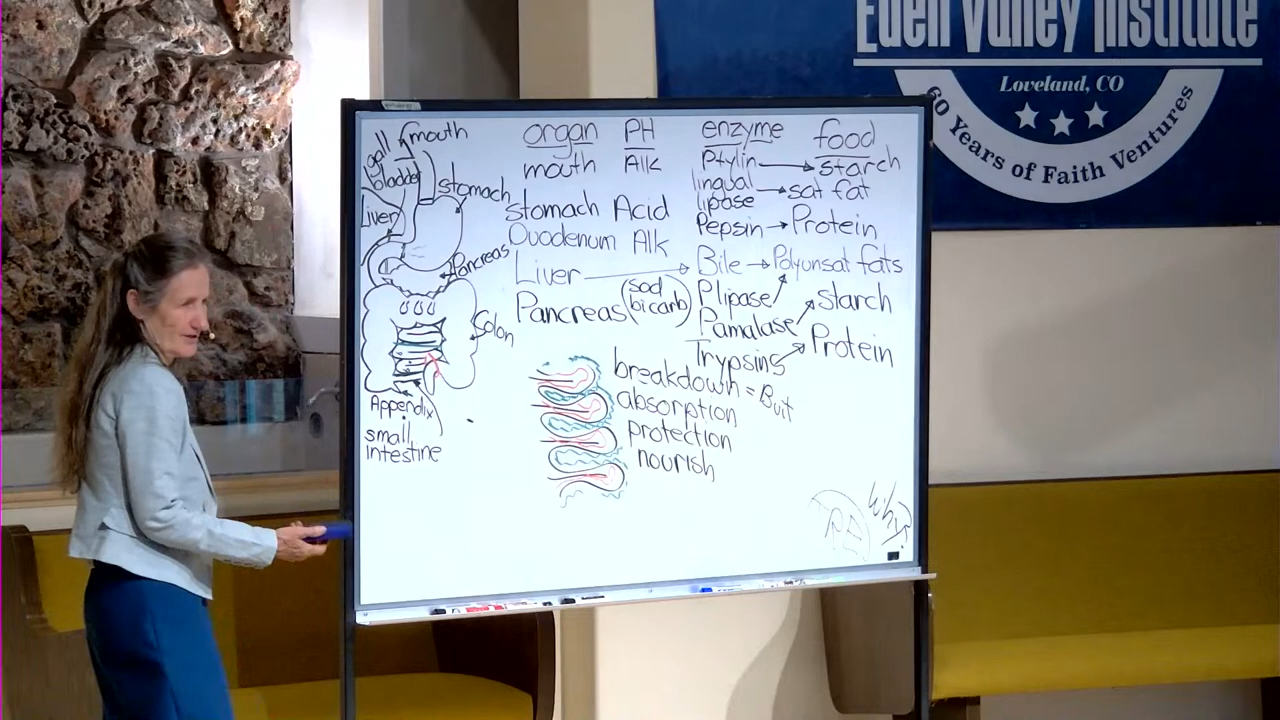 Eden Valley Institute
Loveland, CO
60 Years of Faith Ventures
gall bladder
mouth
stomach
Liver
Pancreas
Colon
Appendix
small
intestine
organ PH enzyme food
mouth Alk Ptylin starch
lingual
lipase sat fat
stomach Acid Pepsin Protein
Duodenum Alk
Liver Bile Polyunsat fats
Pancreas (sod
bicarb) Plipase
Pamalase starch
Trypsins Protein
breakdown = B vit
absorption
protection
nourish
Why?